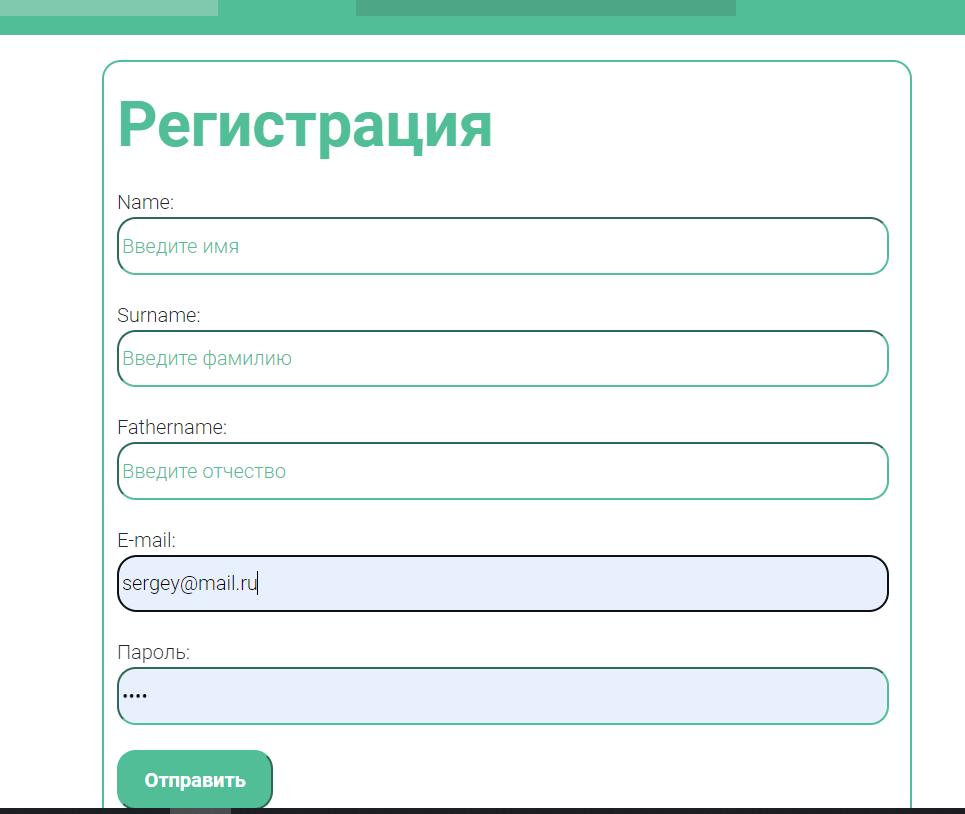 Регистрация
Name:
Введите имя
Surname:
Введите фамилию
Fathername:
Введите отчество
E-mail:
sergey@mail.ru
Пароль:
••••
Отправить